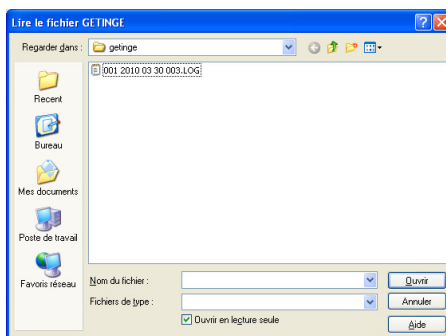 Lire le fichier GETINGE
Regarder dans : getinge
001 2010 03 30 003.LOG
Recent
Bureau
Mes documents
Poste de travail
Favoris réseau
Nom du fichier : Ouvrir
Fichiers de type : Annuler
Ouvrir en lecture seule Aide